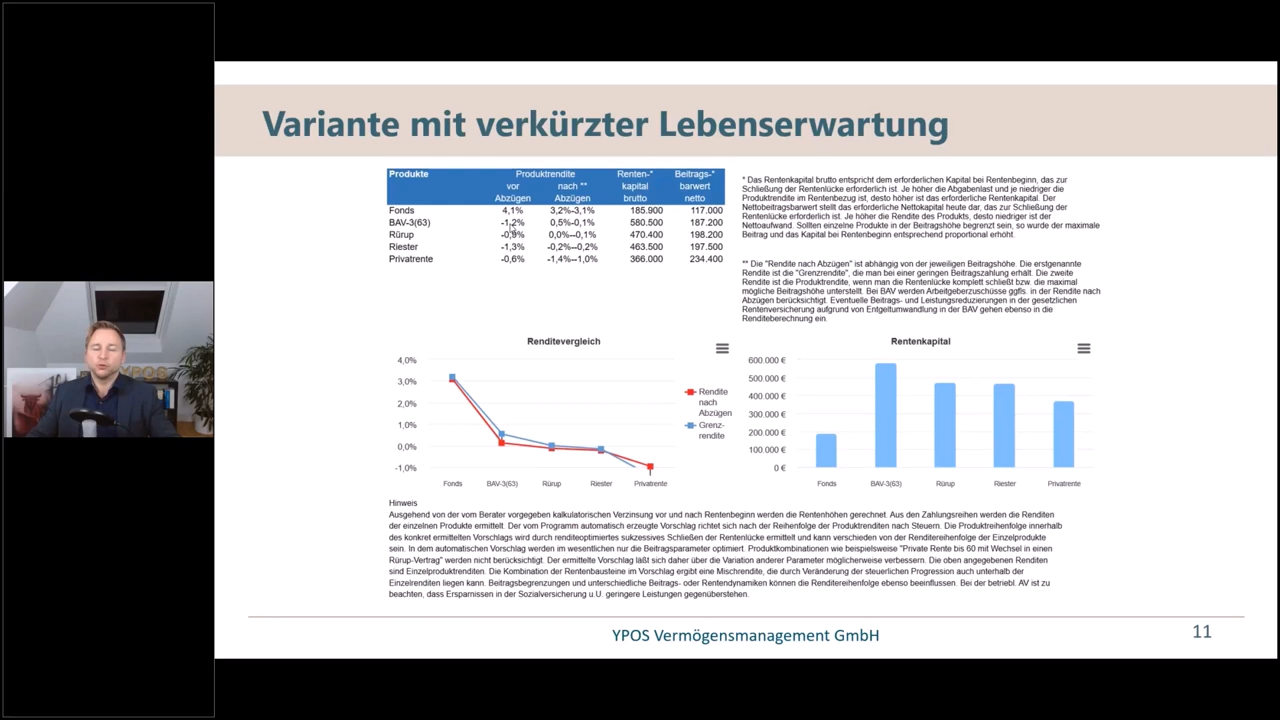 Variante mit verkürzter Lebenserwartung
Produkte Produktrendite Renten-* Beitrags-*
vor nach ** kapital barwert
Abzügen Abzügen brutto netto
Fonds 4,1% 3,2%-3,1% 185.900 117.000
BAV-3(63) -1,2% 0,5%-0,1% 580.500 187.200
Rürup 0,0%--0,1% 470.400 198.200
Riester -1,3% -0,2%--0,2% 463.500 197.500
Privatrente -0,6% -1,4%--1,0% 366.000 234.400
* Das Rentenkapital brutto entspricht dem erforderlichen Kapital bei Rentenbeginn, das zur
Schließung der Rentenlücke erforderlich ist. Je höher die Abgabenlast und je niedriger die
Produktrendite im Rentenbezug ist, desto höher ist das erforderliche Rentenkapital. Der
Nettobeitragsbarwert stellt das erforderliche Nettokapital heute dar, das zur Schließung der
Rentenlücke erforderlich ist. Je höher die Rendite des Produkts, desto niedriger ist der
Nettoaufwand. Sollten einzelne Produkte in der Beitragshöhe begrenzt sein, so wurde der maximale
Beitrag und das Kapital bei Rentenbeginn entsprechend proportional erhöht.
** Die "Rendite nach Abzügen" ist abhängig von der jeweiligen Beitragshöhe. Die erstgenannte
Rendite ist die "Grenzrendite", die man bei einer geringen Beitragszahlung erhält. Die zweite
Rendite ist die Produktrendite, wenn man die Rentenlücke komplett schließt bzw. die maximal
mögliche Beitragshöhe unterstellt. Bei BAV werden Arbeitgeberzuschüsse ggfls. in der Rendite nach
Abzügen berücksichtigt. Eventuelle Beitrags- und Leistungsreduzierungen in der gesetzlichen
Rentenversicherung aufgrund von Entgeltumwandlung in der BAV gehen ebenso in die
Renditeberechnung ein.
Renditevergleich
4,0%
3,0%
2,0%
1,0%
0,0%
-1,0%
Fonds BAV-3(63) Rürup Riester Privatrente
Rendite
nach
Abzügen
Grenz-
rendite
Rentenkapital
600.000 €
500.000 €
400.000 €
300.000 €
200.000 €
100.000 €
0 €
Fonds BAV-3(63) Rürup Riester Privatrente
Hinweis
Ausgehend von der vom Berater vorgegeben kalkulatorischen Verzinsung vor und nach Rentenbeginn werden die Rentenhöhen gerechnet. Aus den Zahlungsreihen werden die Renditen
der einzelnen Produkte ermittelt. Der vom Programm automatisch erzeugte Vorschlag richtet sich nach der Reihenfolge der Produktrenditen nach Steuern. Die Produktreihenfolge innerhalb
des konkret ermittelten Vorschlags wird durch renditeoptimiertes sukzessives Schließen der Rentenlücke ermittelt und kann verschieden von der Renditereihenfolge der Einzelprodukte
sein. In dem automatischen Vorschlag werden im wesentlichen nur die Beitragsparameter optimiert. Produktkombinationen wie beispielsweise "Private Rente bis 60 mit Wechsel in einen
Rürup-Vertrag" werden nicht berücksichtigt. Der ermittelte Vorschlag läßt sich daher über die Variation anderer Parameter möglicherweise verbessern. Die oben angegebenen Renditen
sind Einzelproduktrenditen. Die Kombination der Rentenbausteine im Vorschlag ergibt eine Mischrendite, die durch Veränderung der steuerlichen Progression auch unterhalb der
Einzelrenditen liegen kann. Beitragsbegrenzungen und unterschiedliche Beitrags- oder Rentendynamiken können die Renditereihenfolge ebenso beeinflussen. Bei der betriebl. AV ist zu
beachten, dass Ersparnissen in der Sozialversicherung u.U. geringere Leistungen gegenüberstehen.
YPOS Vermögensmanagement GmbH
11